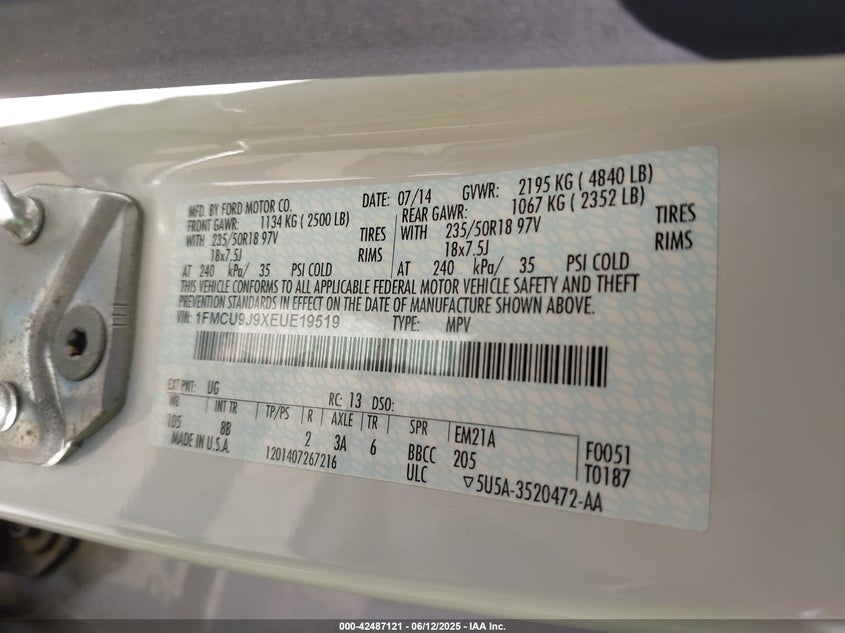 MFD. BY FORD MOTOR CO. DATE: 07/14 GVWR: 2195 KG ( 4840 LB)
FRONT GAWR: 1134 KG ( 2500 LB) REAR GAWR: 1067 KG ( 2352 LB)
WITH 235/50R18 97V TIRES WITH 235/50R18 97V TIRES
18x7.5J RIMS 18x7.5J RIMS
AT 240 kPa/ 35 PSI COLD AT 240 kPa/ 35 PSI COLD
THIS VEHICLE CONFORMS TO ALL APPLICABLE FEDERAL MOTOR VEHICLE SAFETY AND THEFT
PREVENTION STANDARDS IN EFFECT ON THE DATE OF MANUFACTURE SHOWN ABOVE.
VIN: 1FMCU9J9XEUE19519 TYPE: MPV
EXT PNT: UG RC: 13 DSO:
WB INT TR TP/PS R AXLE TR SPR EM21A F0051
105 8B 2 3A 6 BBCC 205 T0187
MADE IN U.S.A. 1201407267216 ULC ▽5U5A-3520472-AA
000-42487121 - 06/12/2025 - IAA Inc.